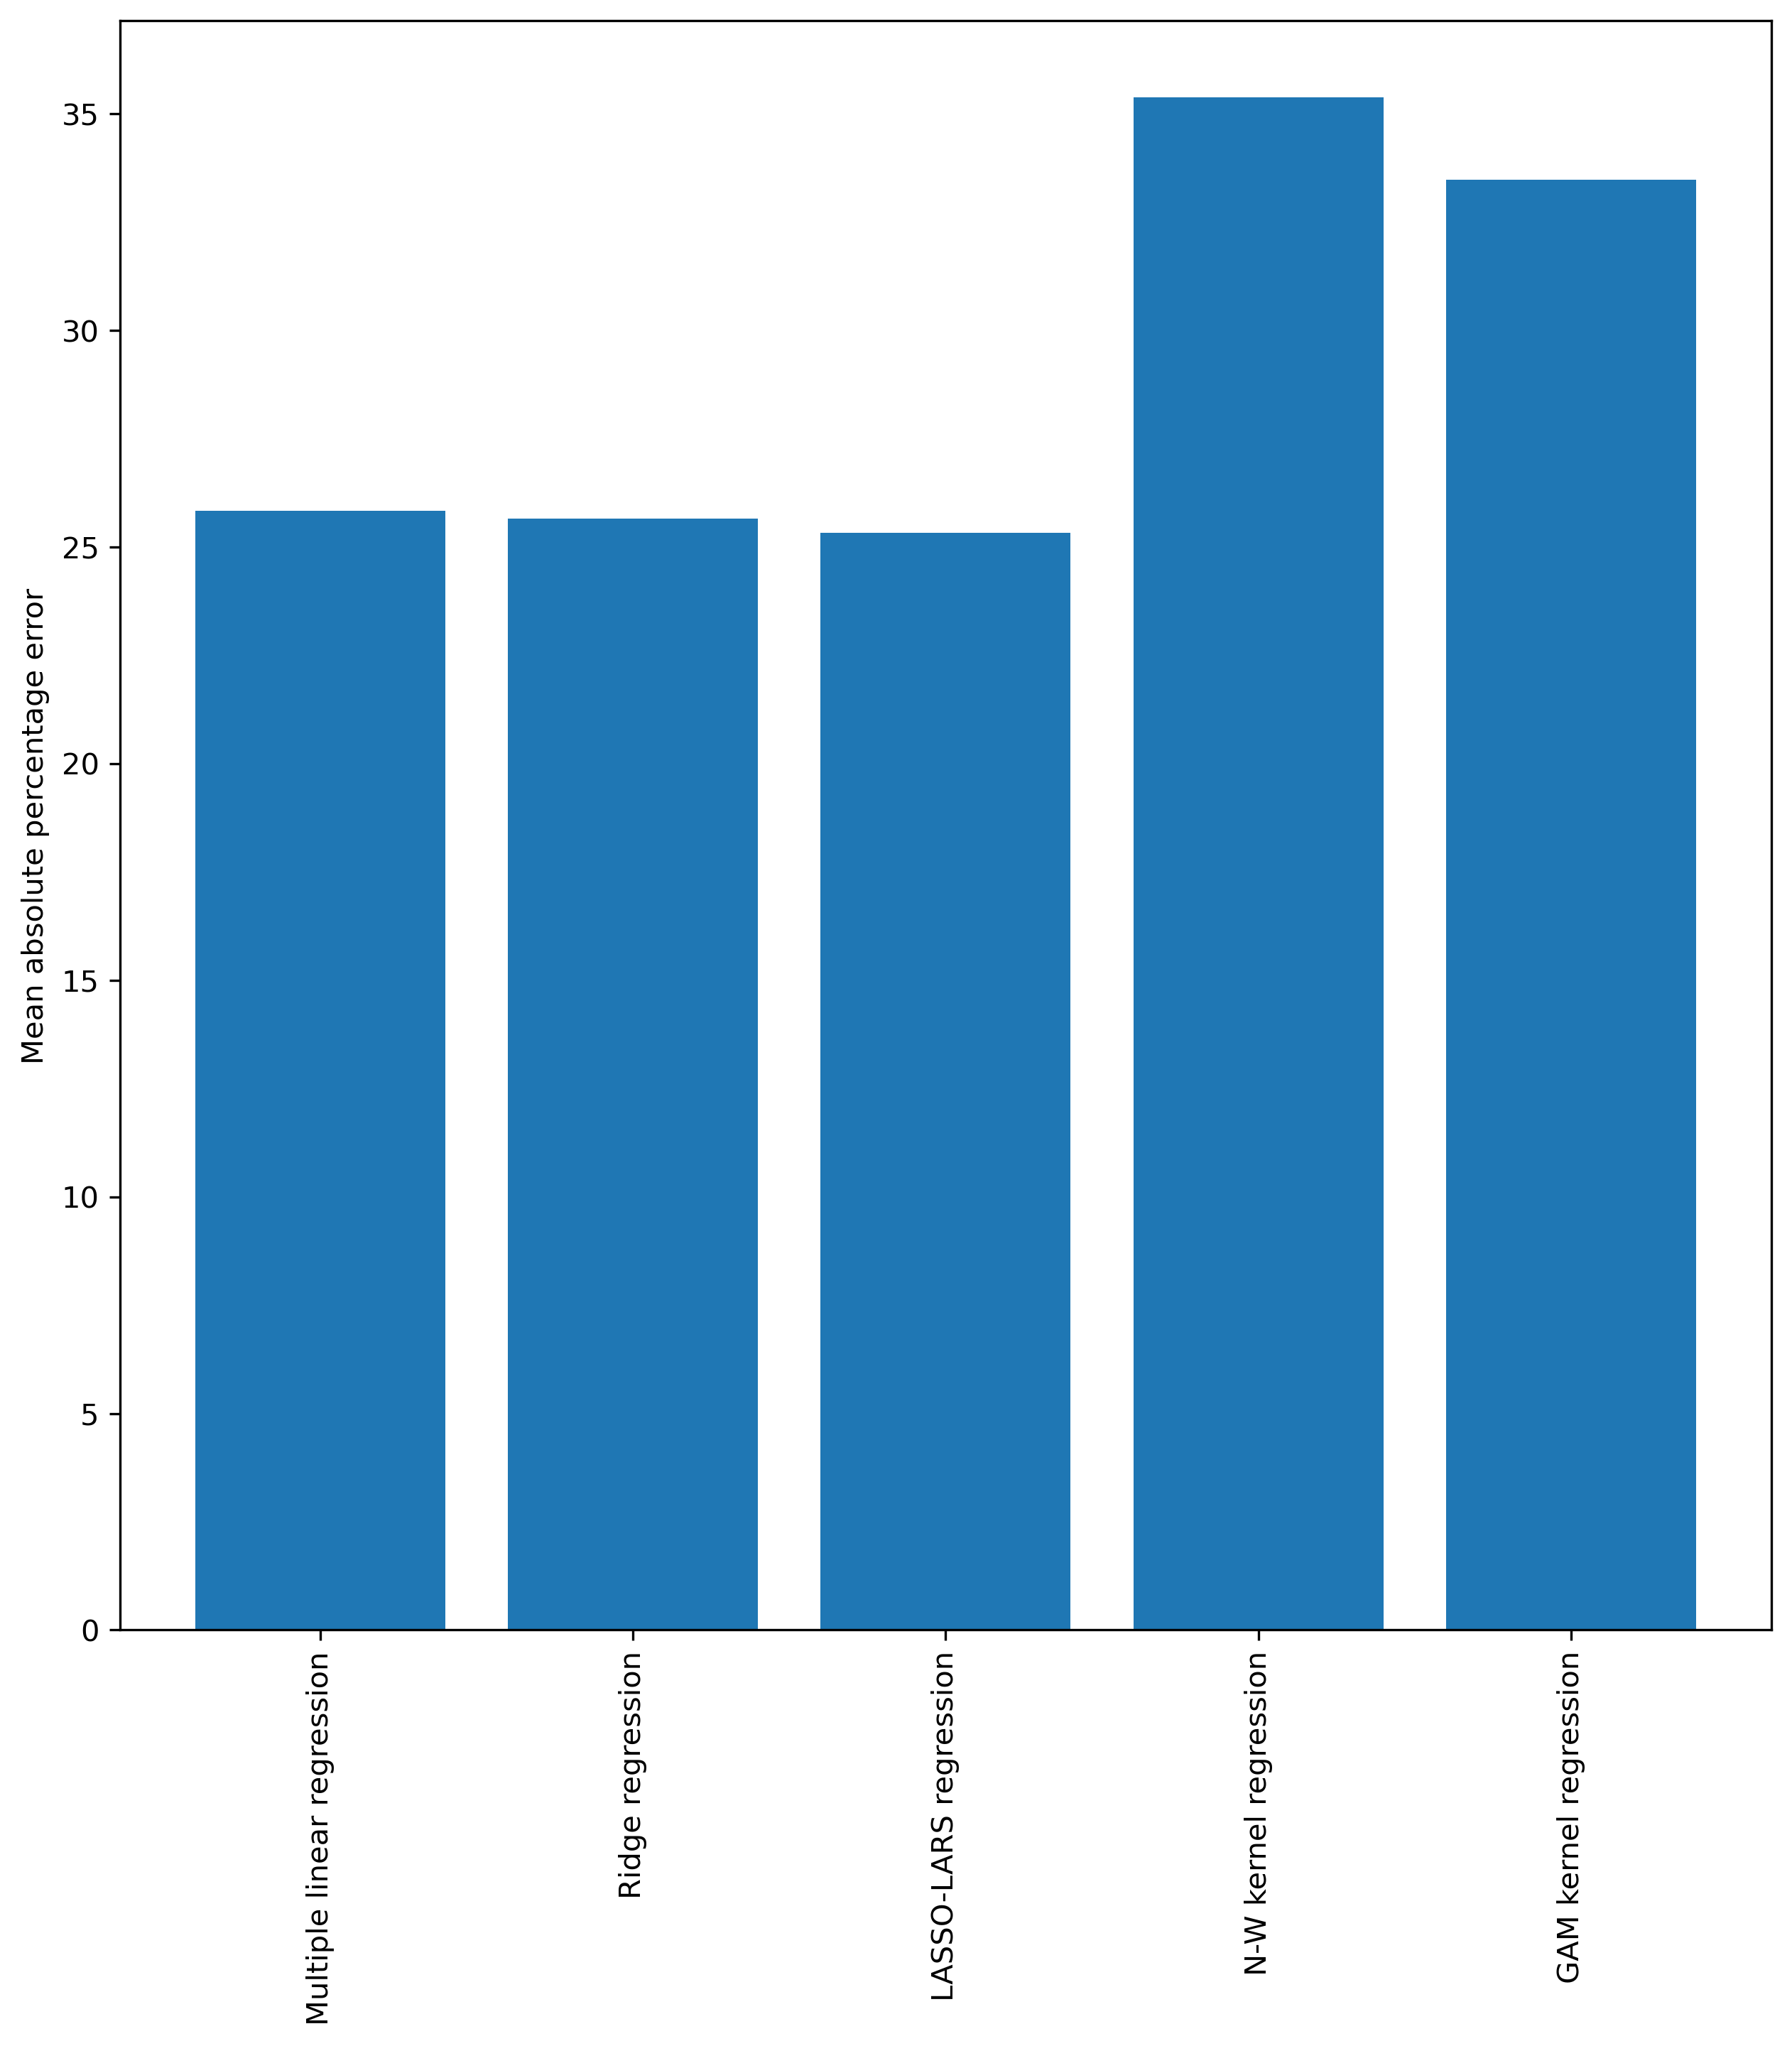 Mean absolute percentage error
35
30
25
20
15
10
5
0
Multiple linear regression
Ridge regression
LASSO-LARS regression
N-W kernel regression
GAM kernel regression